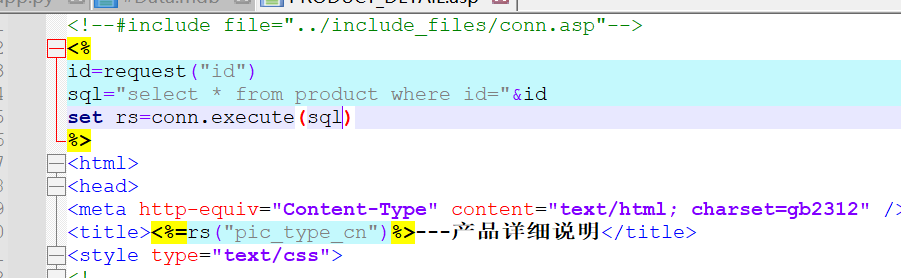 app.py #Data.mdb PRODUCT_DETAIL.asp
<!--#include file="../include_files/conn.asp"-->
<%
id=request("id")
sql="select * from product where id="&id
set rs=conn.execute(sql)
%>
<html>
<head>
<meta http-equiv="Content-Type" content="text/html; charset=gb2312" />
<title><%=rs("pic_type_cn")%>---产品详细说明</title>
<style type="text/css">
<!--